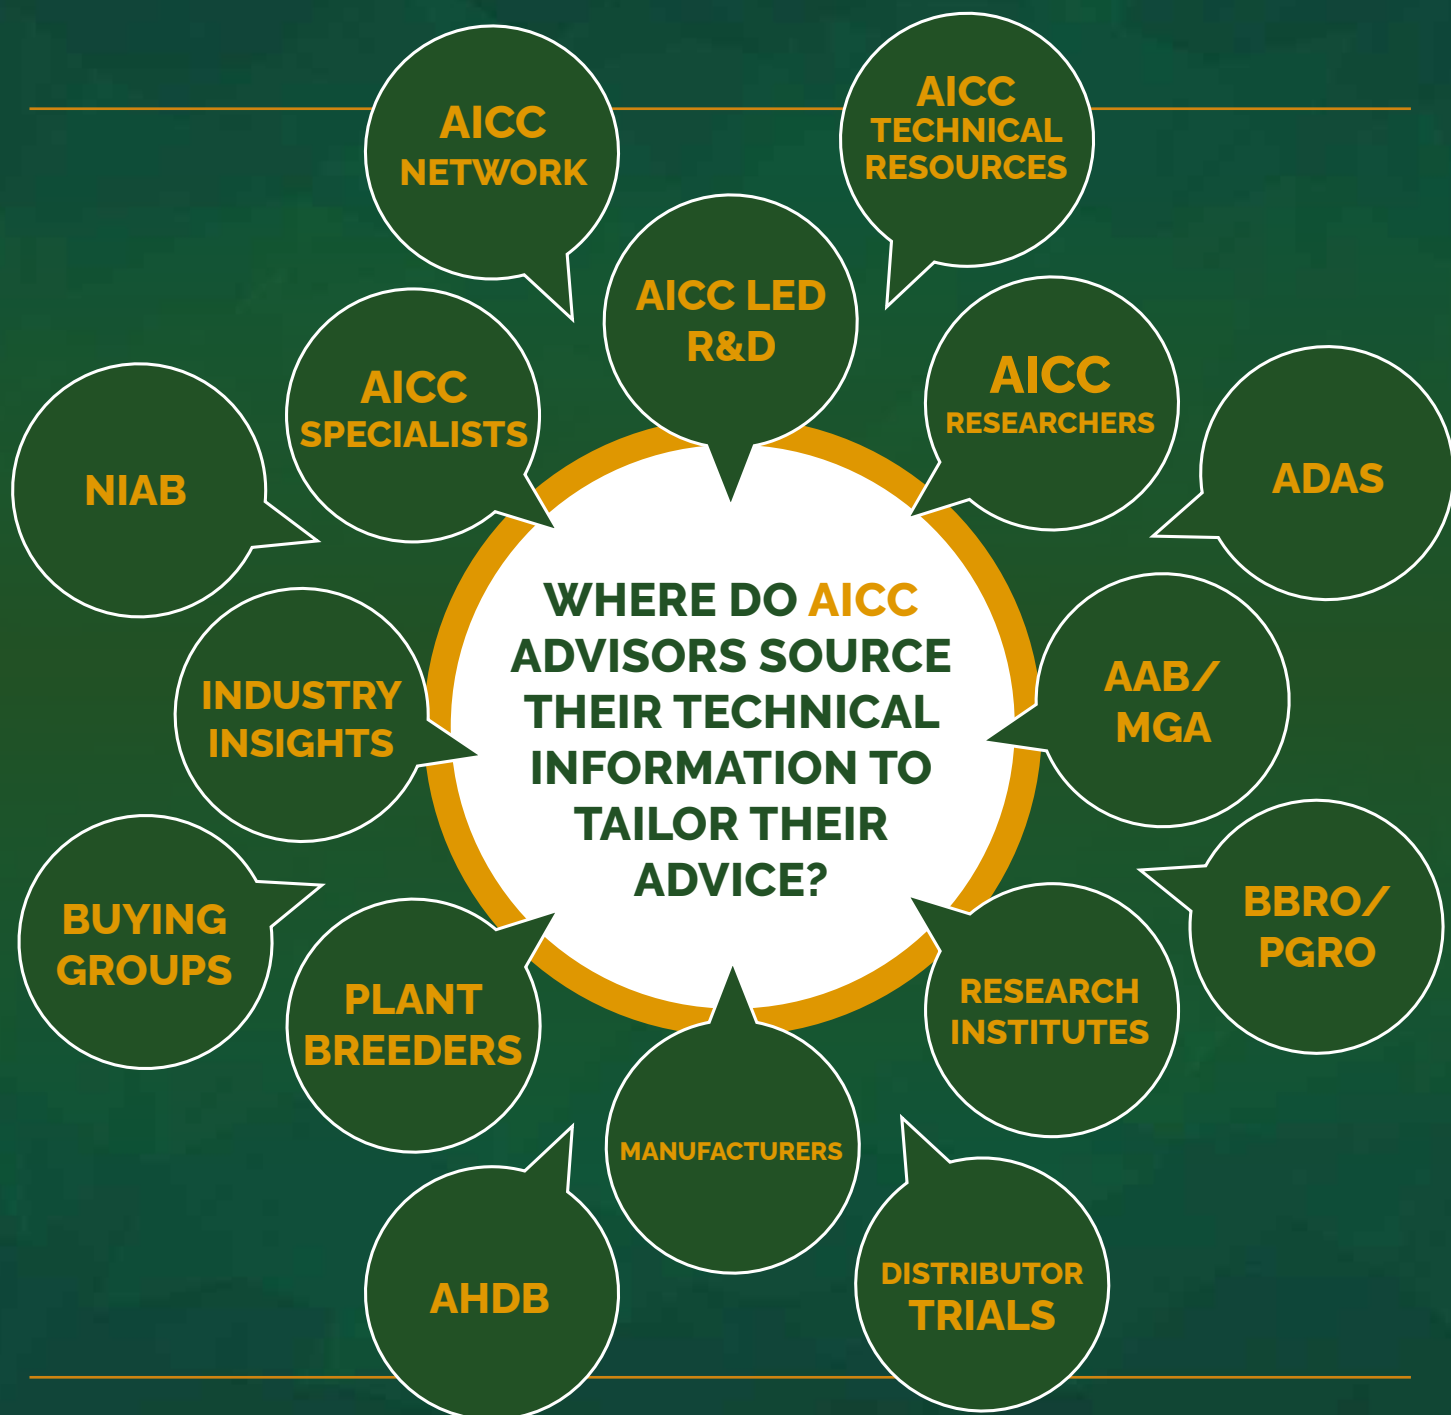 AICC
NETWORK
AICC
TECHNICAL
RESOURCES
AICC LED
R&D
AICC
SPECIALISTS
AICC
RESEARCHERS
NIAB
ADAS
WHERE DO AICC
ADVISORS SOURCE
THEIR TECHNICAL
INFORMATION TO
TAILOR THEIR
ADVICE?
INDUSTRY
INSIGHTS
AAB/
MGA
BUYING
GROUPS
BBRO/
PGRO
PLANT
BREEDERS
RESEARCH
INSTITUTES
MANUFACTURERS
AHDB
DISTRIBUTOR
TRIALS